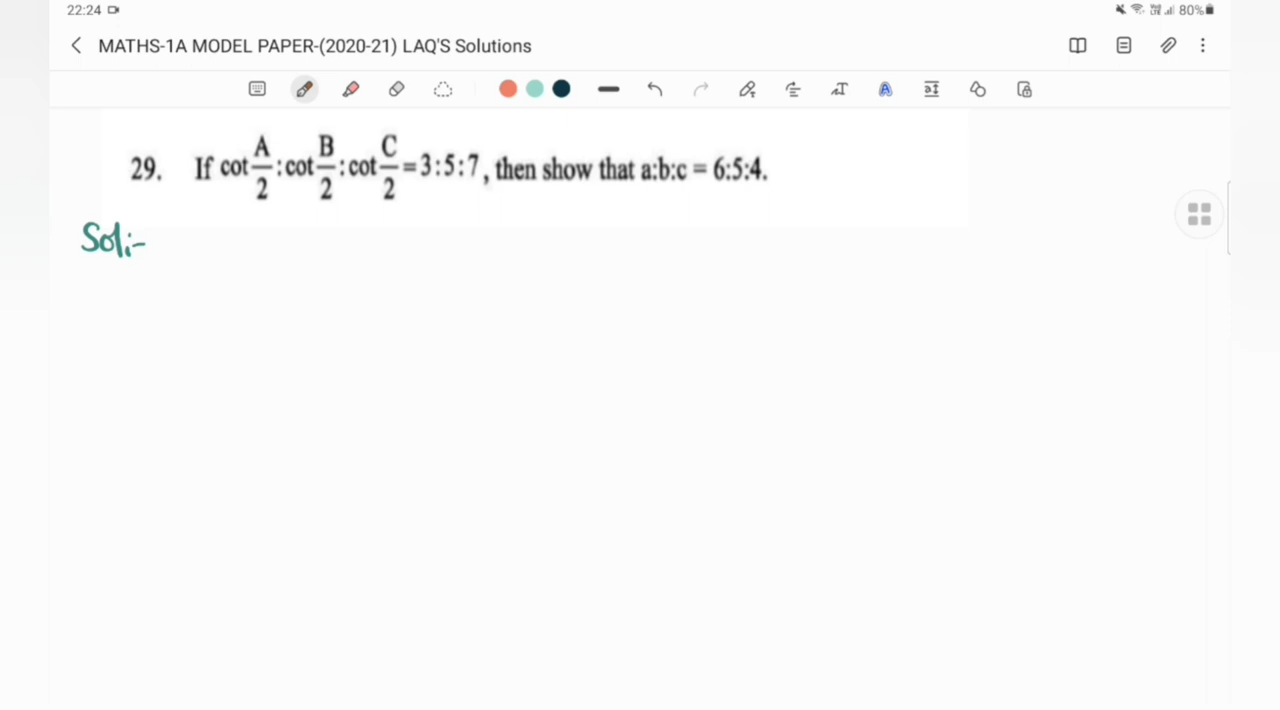 22:24 80%
MATHS-1A MODEL PAPER-(2020-21) LAQ'S Solutions
29. If cot A/2 : cot B/2 : cot C/2 = 3:5:7, then show that a:b:c = 6:5:4.
Sol:-